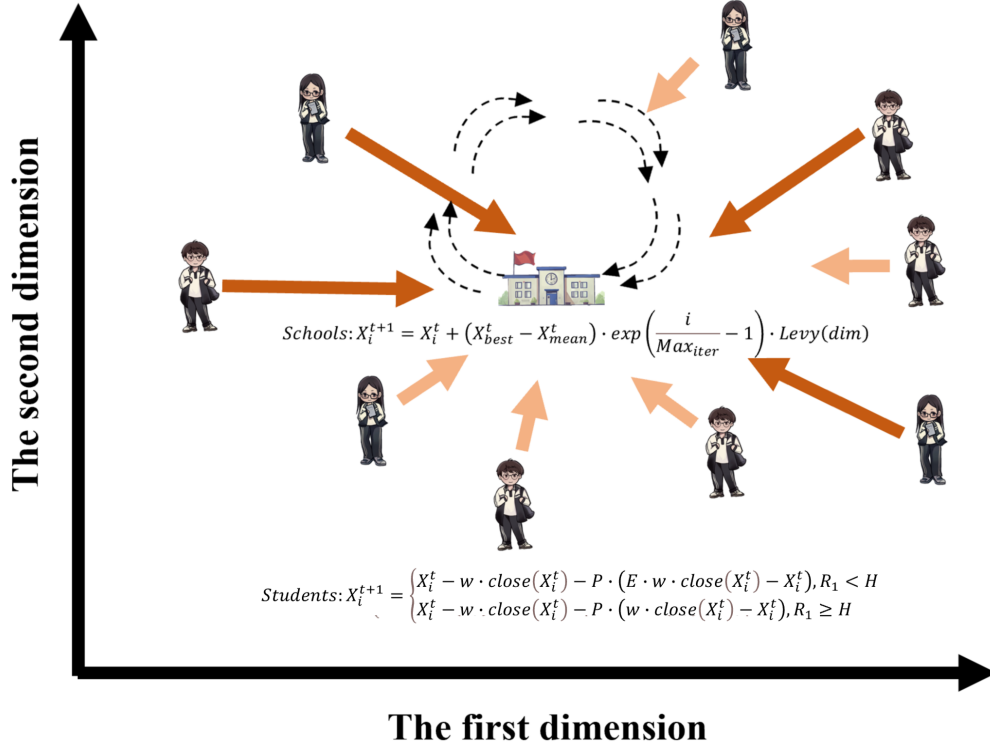 The second dimension
Schools: X_i^{t+1} = X_i^t + (X_{best}^t − X_{mean}^t) · exp(i/Max_{iter} − 1) · Levy(dim)
Students: X_i^{t+1} = { X_i^t − w · close(X_i^t) − P · (E · w · close(X_i^t) − X_i^t), R_1 < H
X_i^t − w · close(X_i^t) − P · (w · close(X_i^t) − X_i^t), R_1 ≥ H
The first dimension